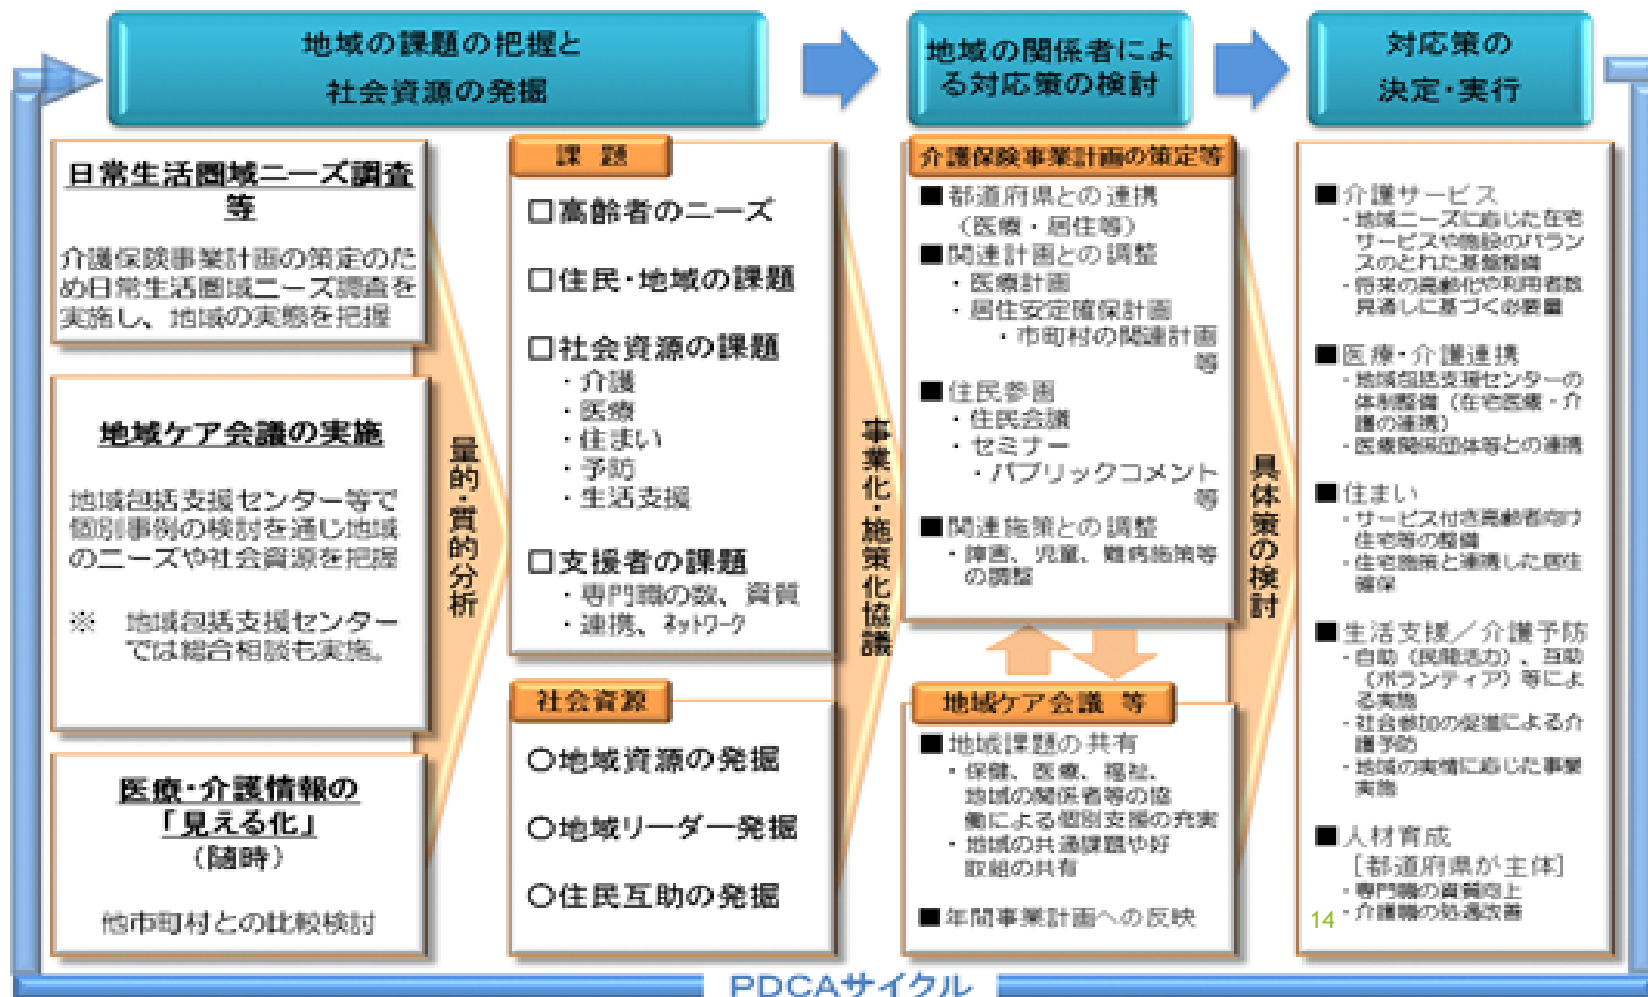 地域の課題の把握と
社会資源の発掘
地域の関係者によ
る対応策の検討
対応策の
決定・実行
日常生活圏域ニーズ調査
等
介護保険事業計画の策定のた
め日常生活圏域ニーズ調査を
実施し、地域の実態を把握
地域ケア会議の実施
地域包括支援センター等で
個別事例の検討を通じ地域
のニーズや社会資源を把握
※　地域包括支援センター
では総合相談も実施。
医療・介護情報の
「見える化」
（随時）
他市町村との比較検討
量的・質的分析
課題
□高齢者のニーズ
□住民・地域の課題
□社会資源の課題
・介護
・医療
・住まい
・予防
・生活支援
□支援者の課題
・専門職の数、資質
・連携、ネットワーク
社会資源
○地域資源の発掘
○地域リーダー発掘
○住民互助の発掘
事業化・施策化協議
介護保険事業計画の策定等
■都道府県との連携
（医療・居住等）
■関連計画との調整
・医療計画
・居住安定確保計画
・市町村の関連計画
等
■住民参画
・住民会議
・セミナー
・パブリックコメント
等
■関連施策との調整
・障害、児童、難病施策等
の調整
地域ケア会議 等
■地域課題の共有
・保健、医療、福祉、
地域の関係者等の協
働による個別支援の充実
・地域の共通課題や好
取組の共有
■年間事業計画への反映
具体策の検討
■介護サービス
・地域ニーズに応じた在宅
サービスや施設のバラン
スのとれた基盤整備
・将来の高齢化や利用者数
見通しに基づく必要量
■医療・介護連携
・地域包括支援センターの
体制整備（在宅医療・介
護の連携）
・医療関係団体等との連携
■住まい
・サービス付き高齢者向け
住宅等の整備
・住宅施策と連携した居住
確保
■生活支援／介護予防
・自助（民間活力）、互助
（ボランティア）等によ
る実施
・社会参加の促進による介
護予防
・地域の実情に応じた事業
実施
■人材育成
［都道府県が主体］
・専門職の資質向上
・介護職の処遇改善
14
PDCAサイクル